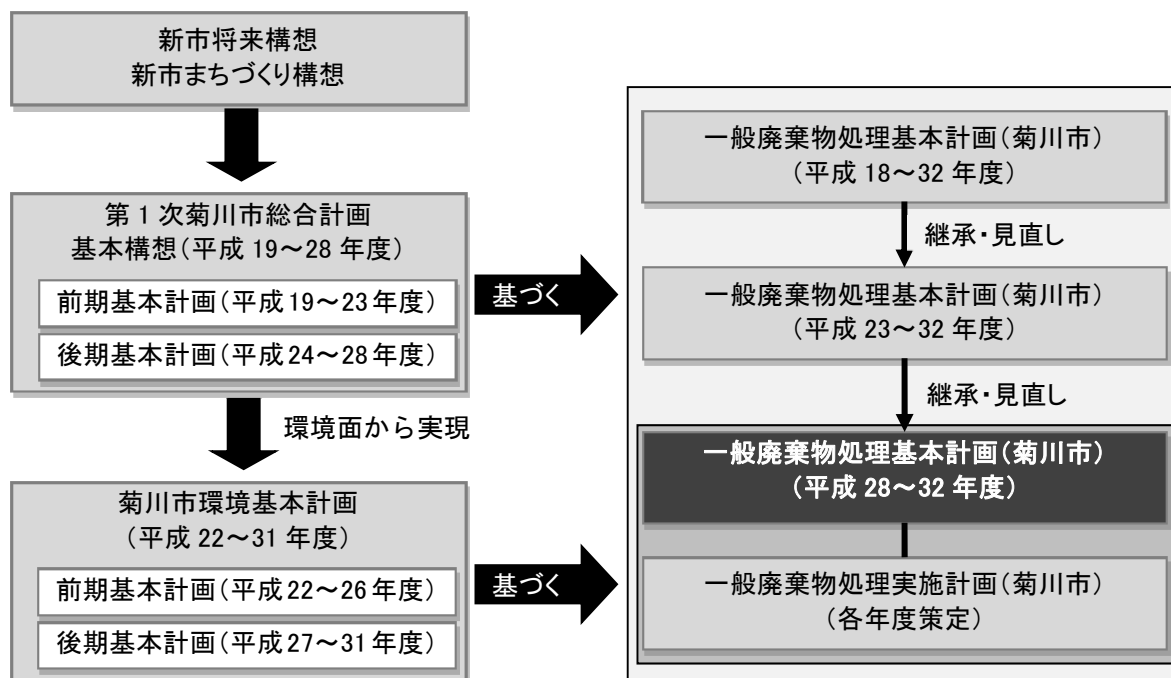 新市将来構想
新市まちづくり構想
第1次菊川市総合計画
基本構想(平成19～28年度)
前期基本計画(平成19～23年度)
後期基本計画(平成24～28年度)
環境面から実現
菊川市環境基本計画
(平成22～31年度)
前期基本計画(平成22～26年度)
後期基本計画(平成27～31年度)
基づく
基づく
一般廃棄物処理基本計画(菊川市)
(平成18～32年度)
継承・見直し
一般廃棄物処理基本計画(菊川市)
(平成23～32年度)
継承・見直し
一般廃棄物処理基本計画(菊川市)
(平成28～32年度)
一般廃棄物処理実施計画(菊川市)
(各年度策定)